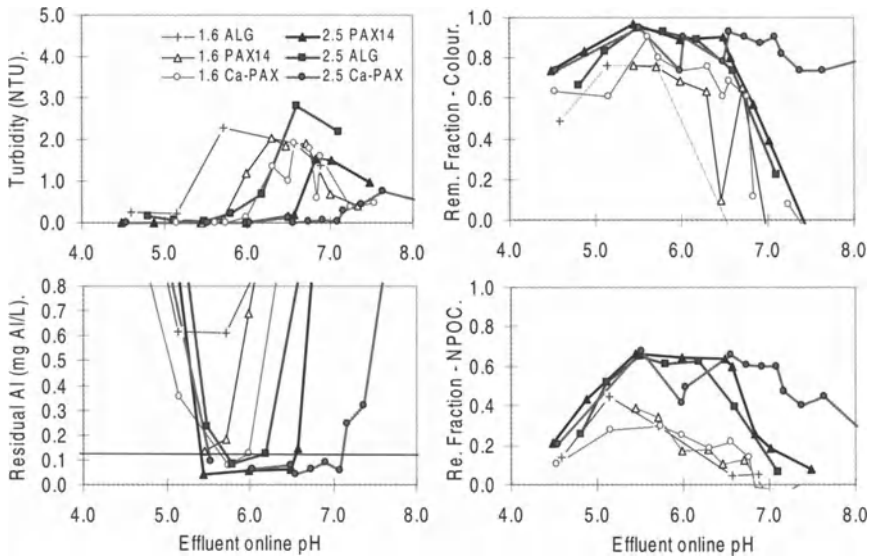 Turbidity (NTU).
5.0
4.0
3.0
2.0
1.0
0.0
1.6 ALG
2.5 PAX14
1.6 PAX14
2.5 ALG
1.6 Ca-PAX
2.5 Ca-PAX
4.0 5.0 6.0 7.0 8.0
Rem. Fraction - Colour.
1.0
0.8
0.6
0.4
0.2
0.0
4.0 5.0 6.0 7.0 8.0
Residual Al (mg Al/L).
0.8
0.7
0.6
0.5
0.4
0.3
0.2
0.1
0.0
4.0 5.0 6.0 7.0 8.0
Effluent online pH
Re. Fraction - NPOC.
1.0
0.8
0.6
0.4
0.2
0.0
4.0 5.0 6.0 7.0 8.0
Effluent online pH